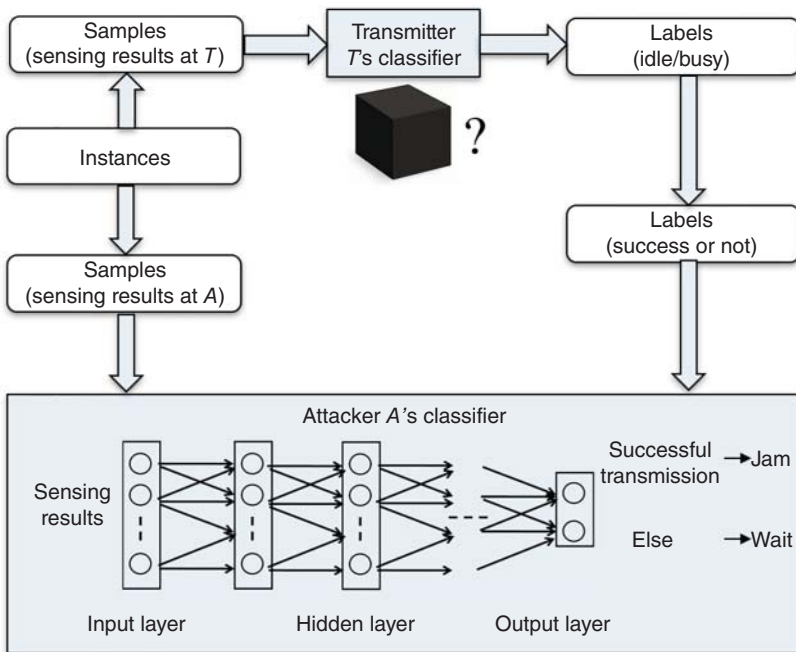 Samples
(sensing results at T)
Transmitter
T's classifier
Labels
(idle/busy)
?
Instances
Labels
(success or not)
Samples
(sensing results at A)
Attacker A's classifier
Sensing
results
Successful
transmission
Jam
Else
Wait
Input layer
Hidden layer
Output layer